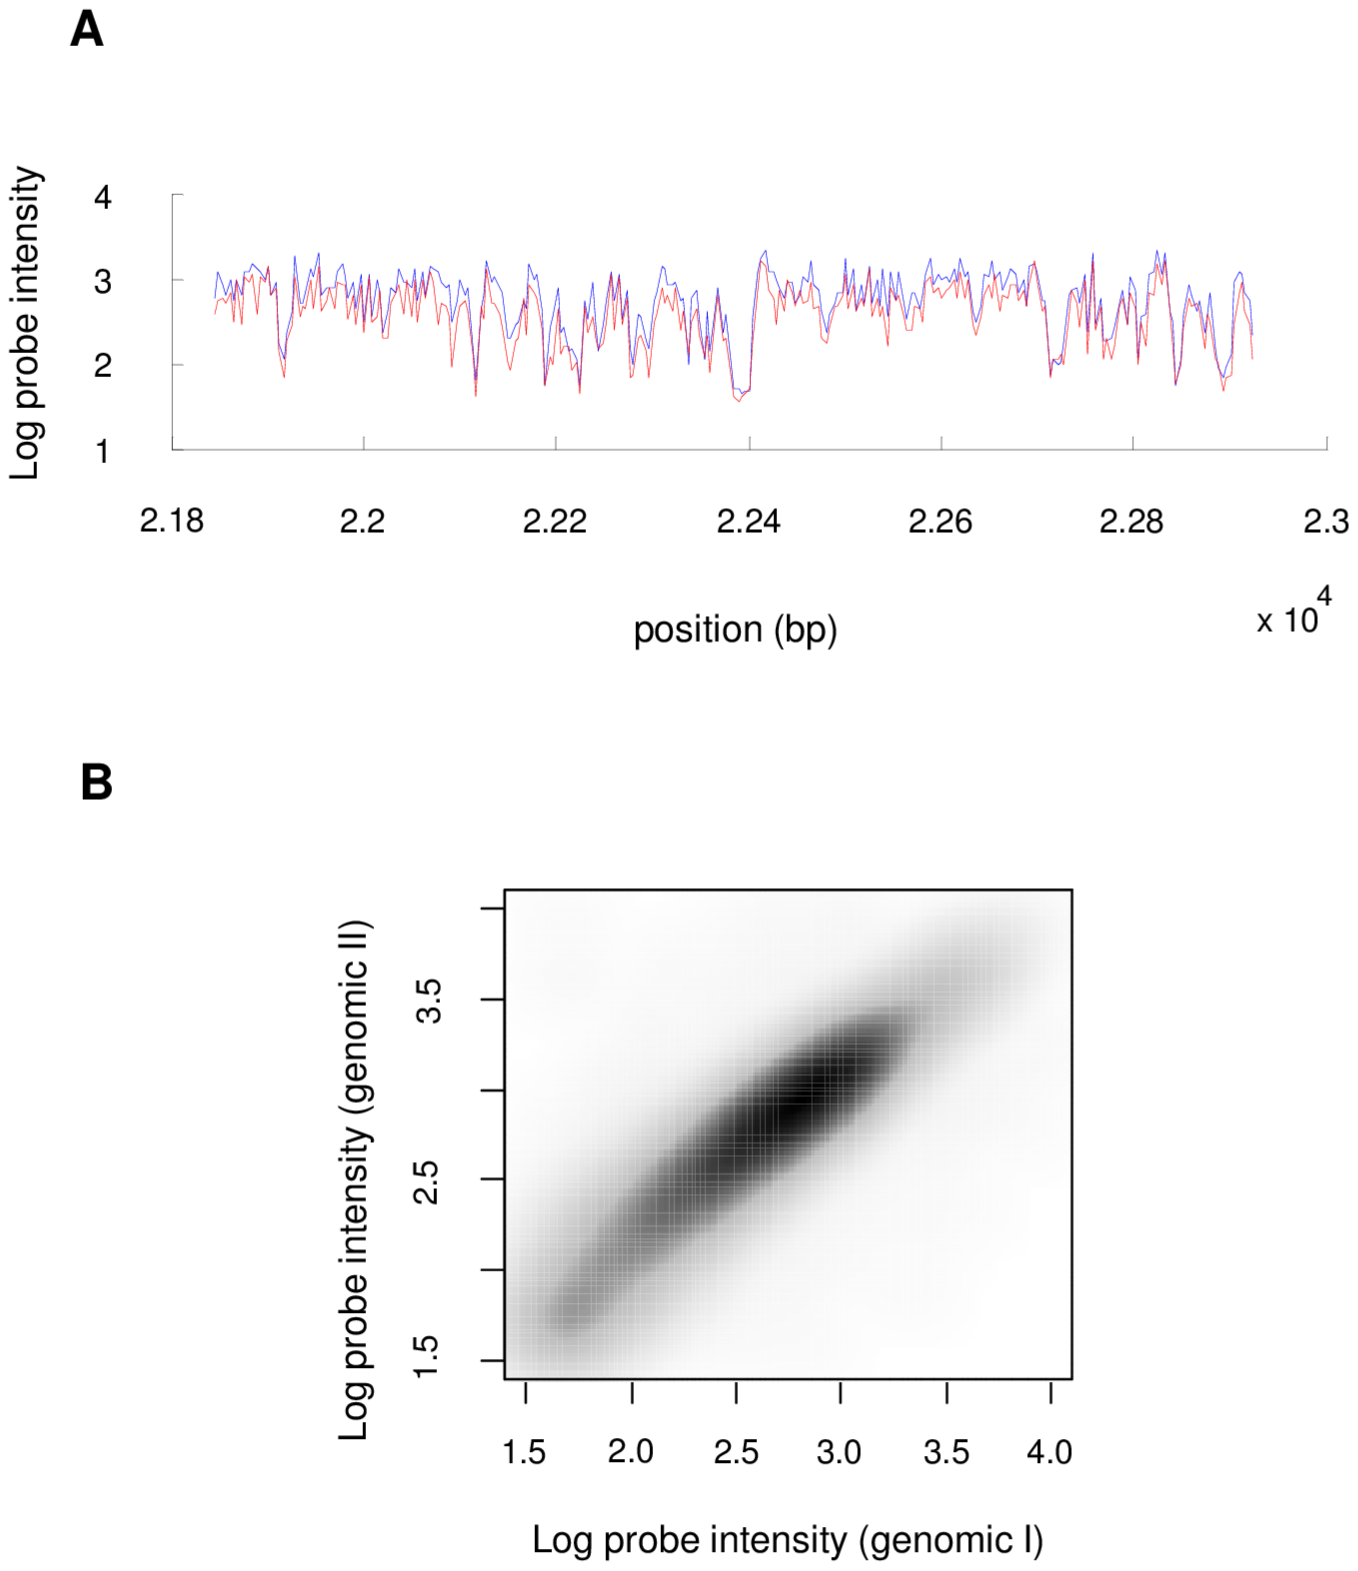 A
Log probe intensity
4
3
2
1
2.18 2.2 2.22 2.24 2.26 2.28 2.3
position (bp)
x 10^4
B
Log probe intensity (genomic II)
3.5
2.5
1.5
1.5 2.0 2.5 3.0 3.5 4.0
Log probe intensity (genomic I)